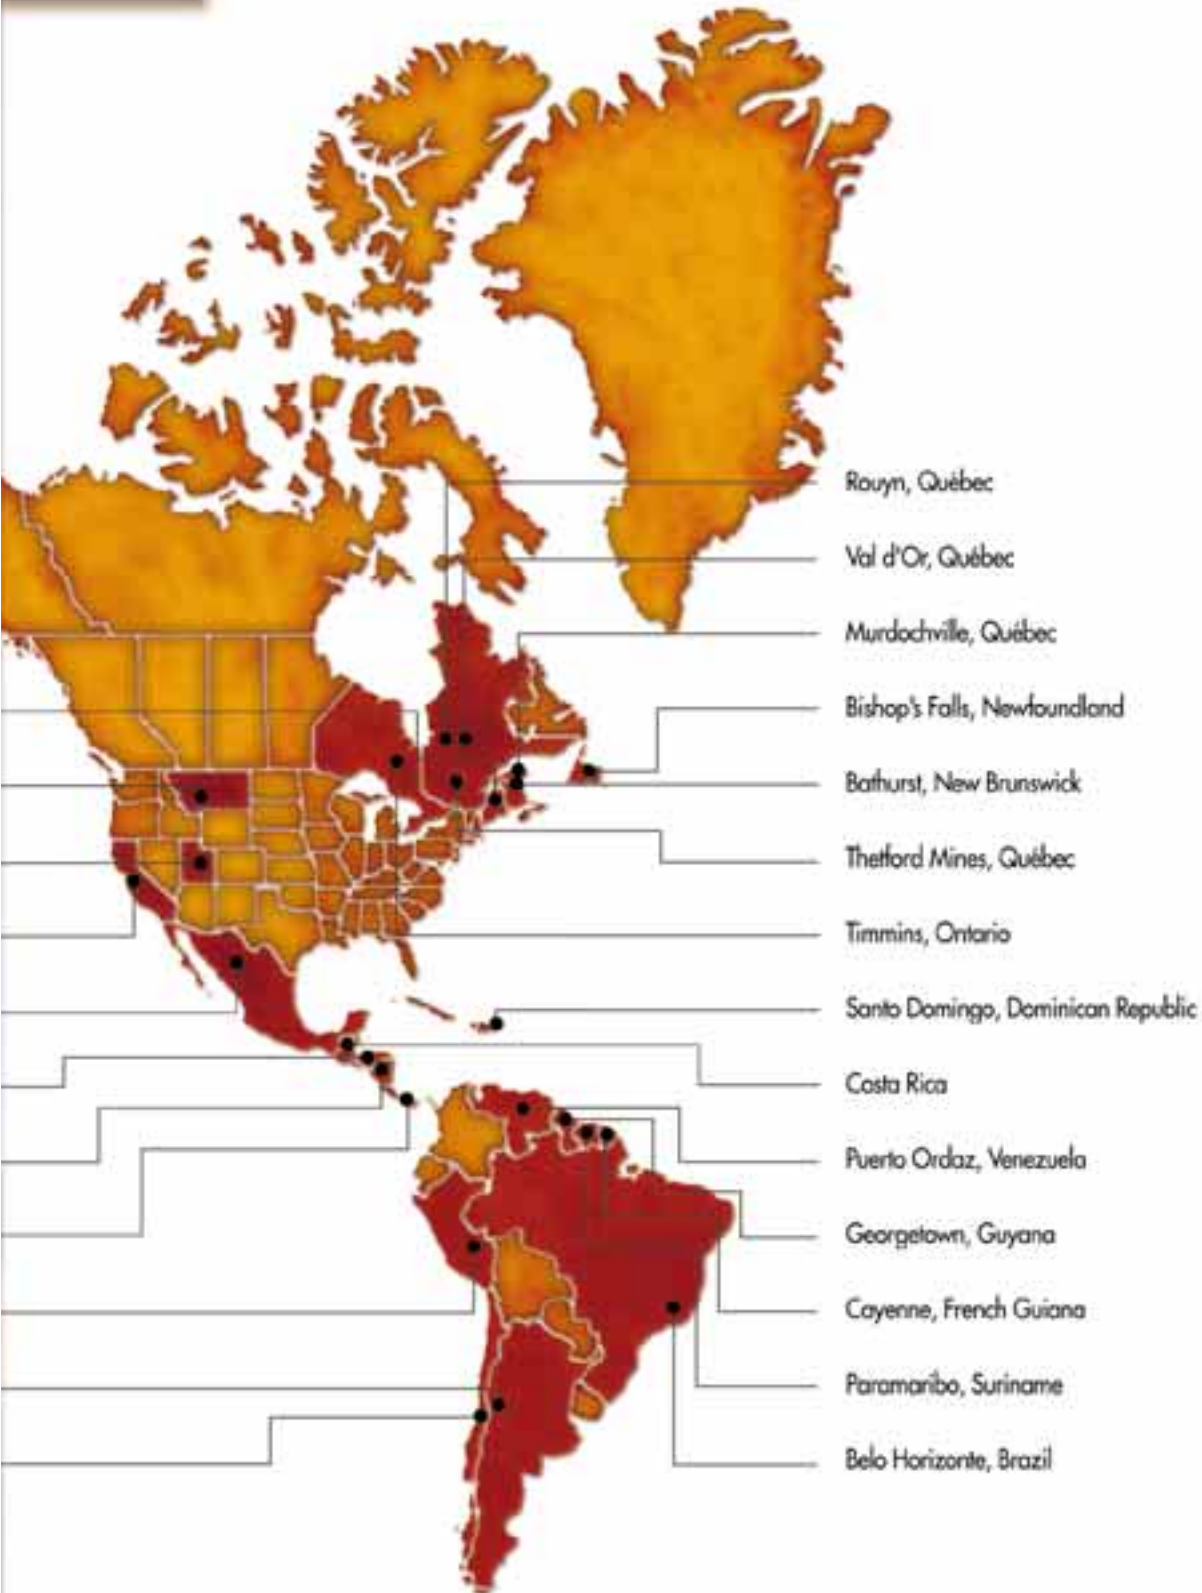 Rouyn, Québec
Val d'Or, Québec
Murdochville, Québec
Bishop's Falls, Newfoundland
Bathurst, New Brunswick
Thetford Mines, Québec
Timmins, Ontario
Santo Domingo, Dominican Republic
Costa Rica
Puerto Ordaz, Venezuela
Georgetown, Guyana
Cayenne, French Guiana
Paramaribo, Suriname
Belo Horizonte, Brazil